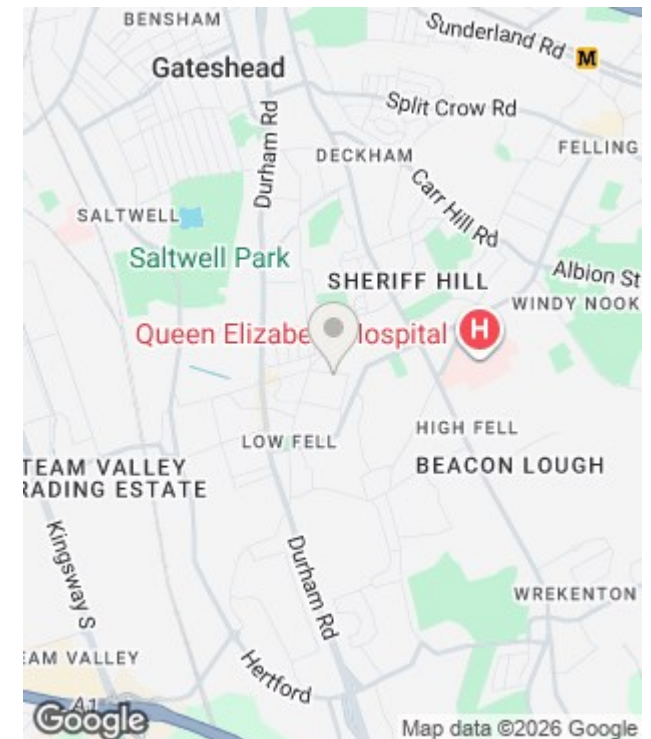 BENSHAM
Sunderland Rd
M
Gateshead
Split Crow Rd
Durham Rd
FELLING
DECKHAM
Carr Hill Rd
SALTWELL
Saltwell Park
SHERIFF HILL
Albion St
WINDY NOOK
Queen Elizabe
Hospital
H
HIGH FELL
LOW FELL
BEACON LOUGH
TEAM VALLEY
RADING ESTATE
Kingsway S
Durham Rd
WREKENTON
EAM VALLEY
Hertford
A1
Google
Map data ©2026 Google